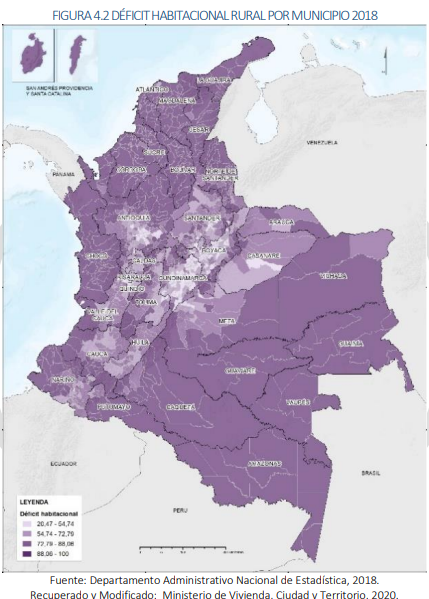 FIGURA 4.2 DÉFICIT HABITACIONAL RURAL POR MUNICIPIO 2018
SAN ANDRÉS PROVIDENCIA
Y SANTA CATALINA
LA GUAJIRA
ATLÁNTICO
MAGDALENA
CESAR
VENEZUELA
SUCRE
PANAMÁ
CÓRDOBA
BOLÍVAR
NORTE DE
SANTANDER
ANTIOQUIA
SANTANDER
ARAUCA
BOYACÁ
CASANARE
CHOCÓ
CALDAS
CUNDINAMARCA
VICHADA
RISARALDA
QUINDÍO
TOLIMA
VALLE DEL
CAUCA
META
HUILA
GUAINÍA
CAUCA
GUAVIARE
NARIÑO
VAUPÉS
PUTUMAYO
CAQUETÁ
ECUADOR
AMAZONAS
BRASIL
PERU
LEYENDA
Déficit habitacional
20,47 - 54,74
54,74 - 72,79
72,79 - 88,06
88,06 - 100
Fuente: Departamento Administrativo Nacional de Estadística, 2018.
Recuperado y Modificado: Ministerio de Vivienda, Ciudad y Territorio, 2020.